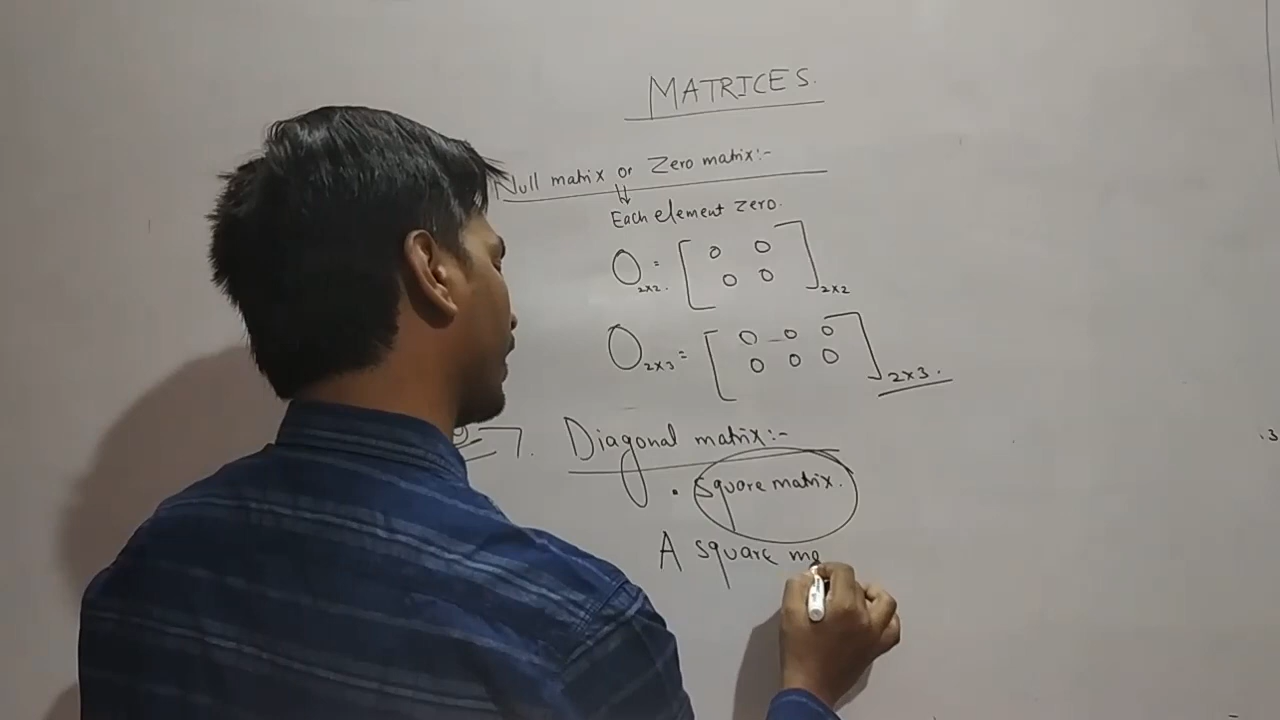 MATRICES.
Null matrix or Zero matrix:-
⇓
Each element zero.
O2x2. = [ 0 0
0 0 ]2x2
O2x3 = [ 0 0 0
0 0 0 ]2x3.
7. Diagonal matrix:-
• Square matrix.
A square ma